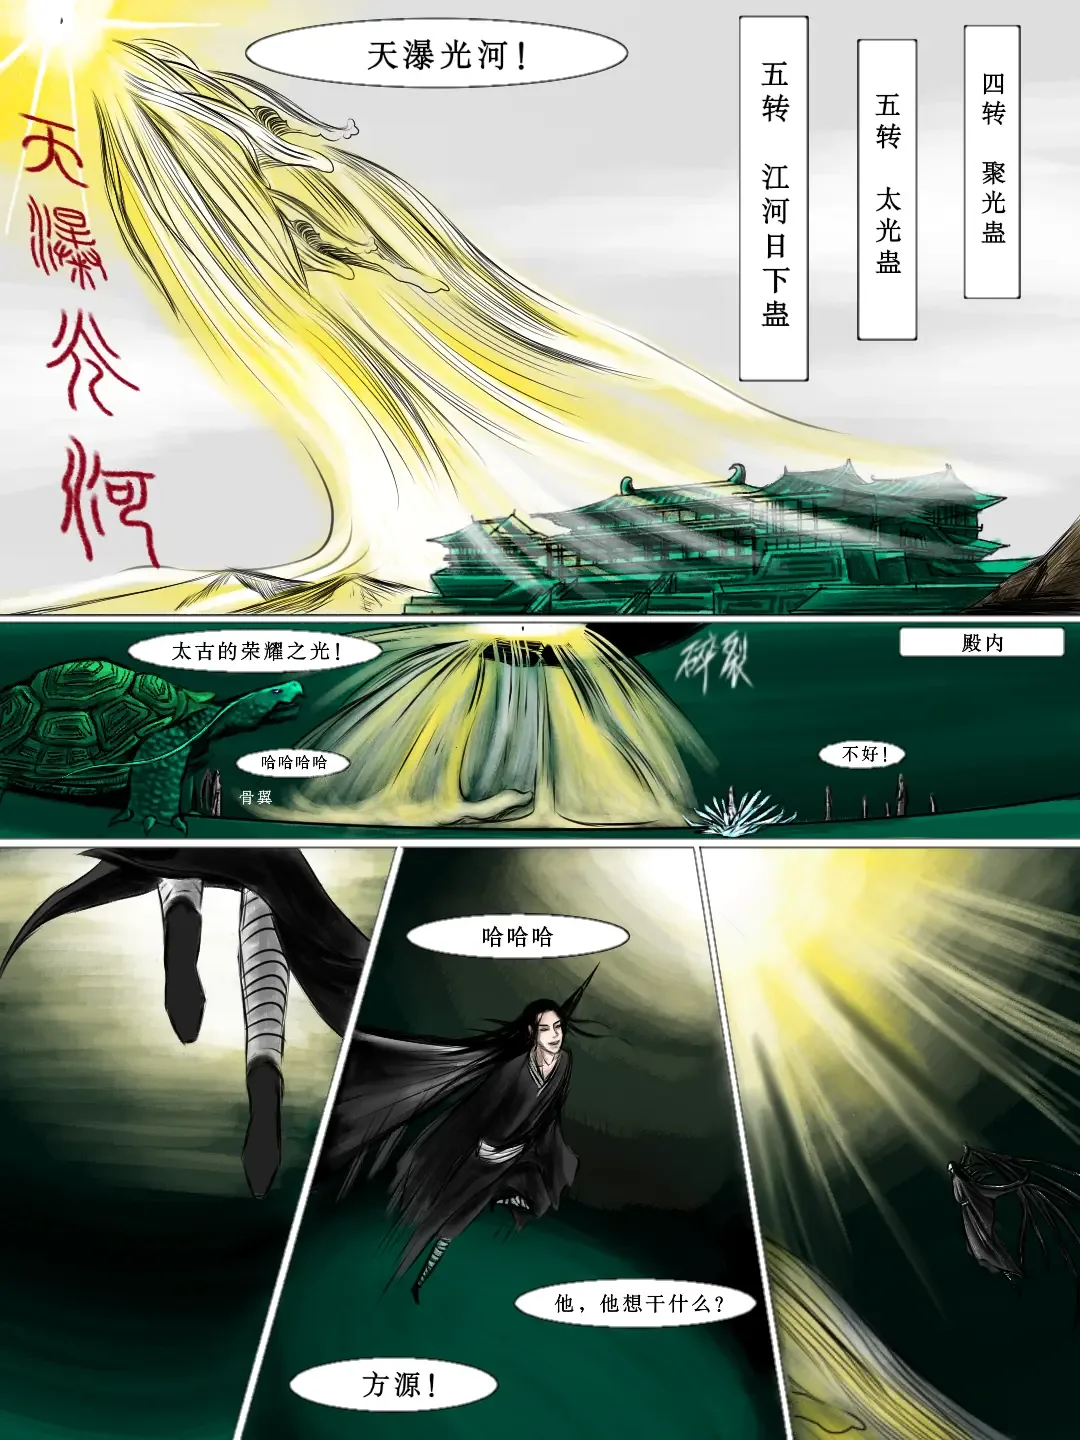 天瀑光河！
四转 聚光蛊
五转 太光蛊
五转 江河日下蛊
天瀑光河
太古的荣耀之光！
碎裂
殿内
哈哈哈哈
骨翼
不好！
哈哈哈
他，他想干什么？
方源！